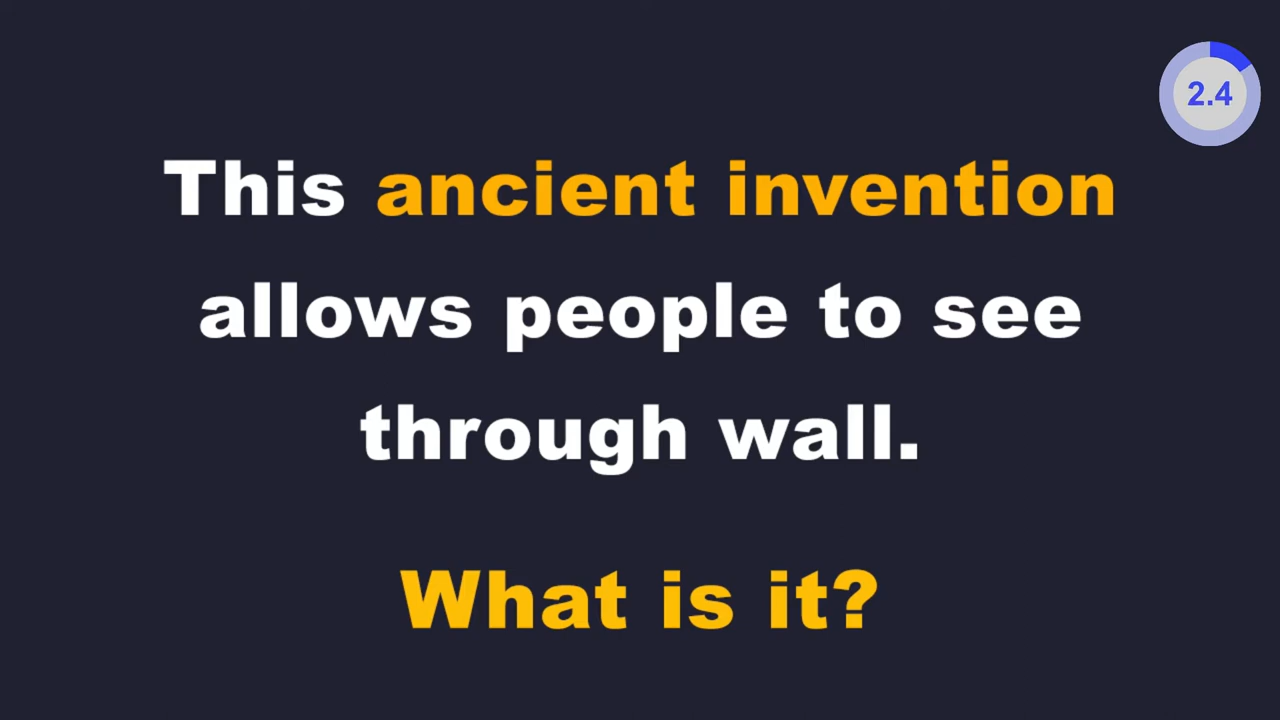 2.4
This ancient invention
allows people to see
through wall.
What is it?